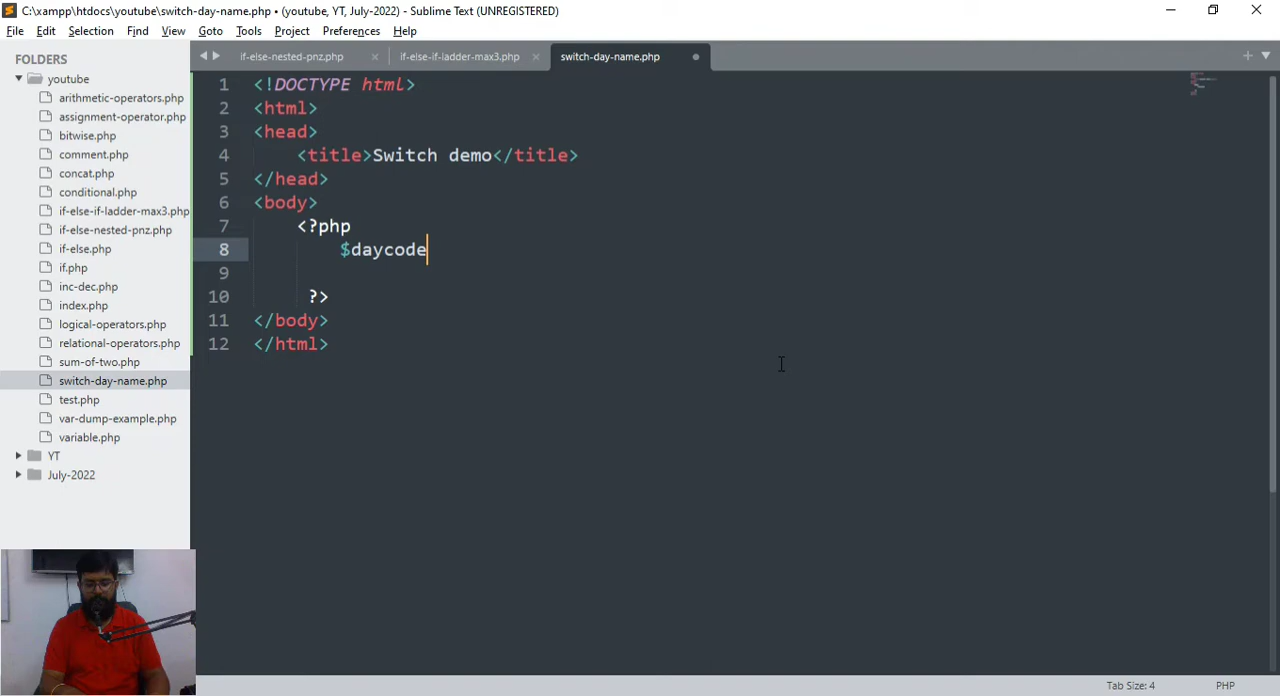 C:\xampp\htdocs\youtube\switch-day-name.php • (youtube, YT, July-2022) - Sublime Text (UNREGISTERED)
File Edit Selection Find View Goto Tools Project Preferences Help
FOLDERS
youtube
arithmetic-operators.php
assignment-operator.php
bitwise.php
comment.php
concat.php
conditional.php
if-else-if-ladder-max3.php
if-else-nested-pnz.php
if-else.php
if.php
inc-dec.php
index.php
logical-operators.php
relational-operators.php
sum-of-two.php
switch-day-name.php
test.php
var-dump-example.php
variable.php
YT
July-2022
if-else-nested-pnz.php × if-else-if-ladder-max3.php × switch-day-name.php •
1 <!DOCTYPE html>
2 <html>
3 <head>
4 <title>Switch demo</title>
5 </head>
6 <body>
7 <?php
8 $daycode
9
10 ?>
11 </body>
12 </html>
Tab Size: 4 PHP